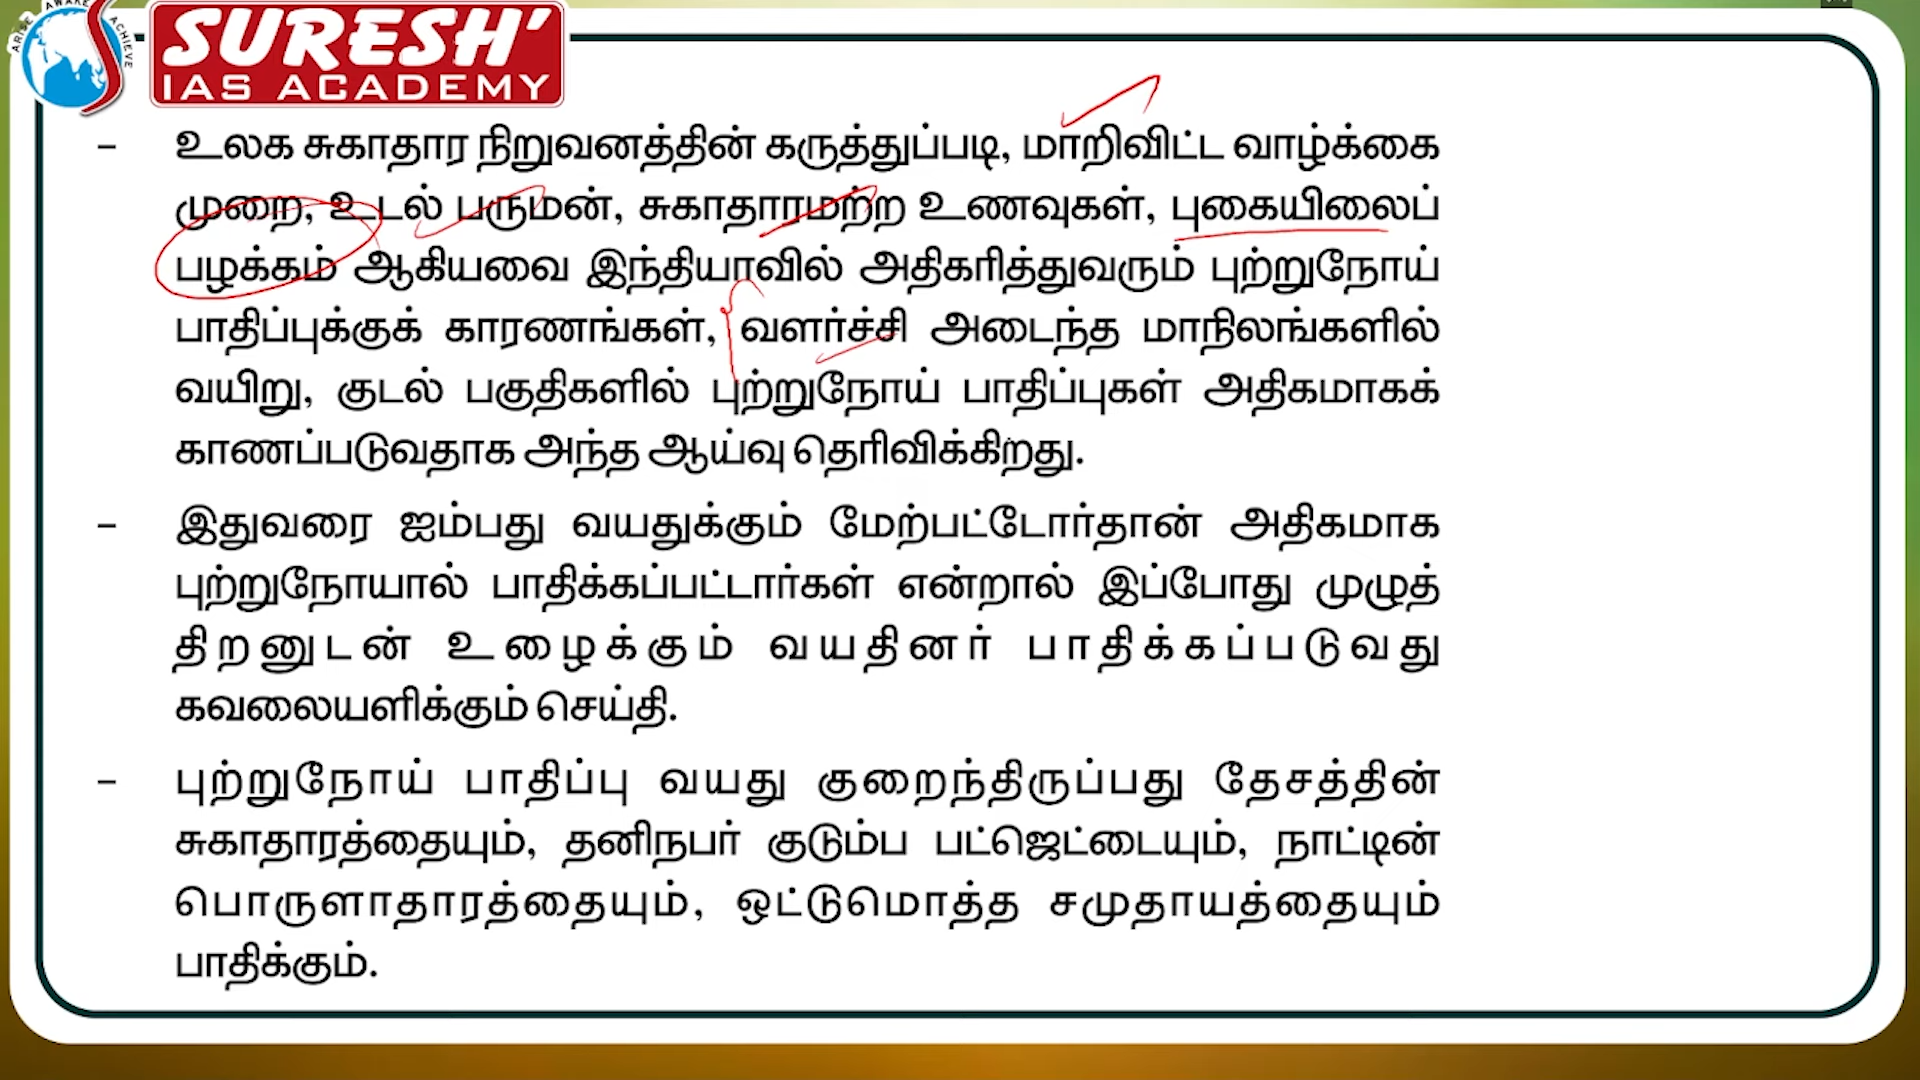 ARISE AWAKE ACHIEVE
SURESH'
IAS ACADEMY
- உலக சுகாதார நிறுவனத்தின் கருத்துப்படி, மாறிவிட்ட வாழ்க்கை
முறை, உடல் பருமன், சுகாதாரமற்ற உணவுகள், புகையிலைப்
பழக்கம் ஆகியவை இந்தியாவில் அதிகரித்துவரும் புற்றுநோய்
பாதிப்புக்குக் காரணங்கள், வளர்ச்சி அடைந்த மாநிலங்களில்
வயிறு, குடல் பகுதிகளில் புற்றுநோய் பாதிப்புகள் அதிகமாகக்
காணப்படுவதாக அந்த ஆய்வு தெரிவிக்கிறது.
- இதுவரை ஐம்பது வயதுக்கும் மேற்பட்டோர்தான் அதிகமாக
புற்றுநோயால் பாதிக்கப்பட்டார்கள் என்றால் இப்போது முழுத்
திறனுடன் உழைக்கும் வயதினர் பாதிக்கப்படுவது
கவலையளிக்கும் செய்தி.
- புற்றுநோய் பாதிப்பு வயது குறைந்திருப்பது தேசத்தின்
சுகாதாரத்தையும், தனிநபர் குடும்ப பட்ஜெட்டையும், நாட்டின்
பொருளாதாரத்தையும், ஒட்டுமொத்த சமுதாயத்தையும்
பாதிக்கும்.